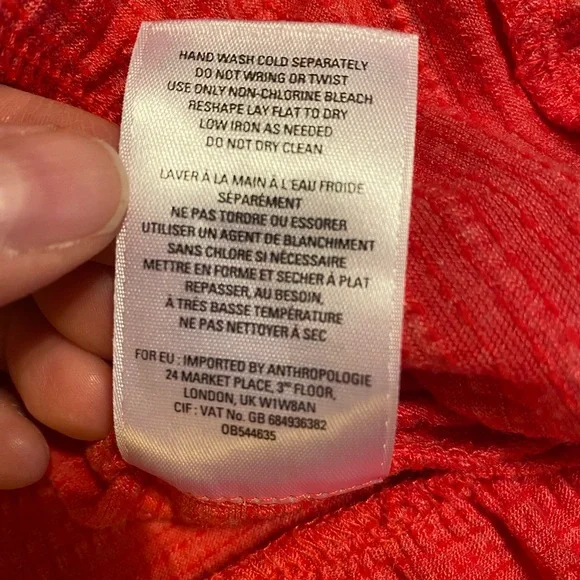 HAND WASH COLD SEPARATELY
DO NOT WRING OR TWIST
USE ONLY NON-CHLORINE BLEACH
RESHAPE LAY FLAT TO DRY
LOW IRON AS NEEDED
DO NOT DRY CLEAN
LAVER À LA MAIN À L'EAU FROIDE
SÉPARÉMENT
NE PAS TORDRE OU ESSORER
UTILISER UN AGENT DE BLANCHIMENT
SANS CHLORE SI NÉCESSAIRE
METTRE EN FORME ET SECHER À PLAT
REPASSER, AU BESOIN,
À TRÈS BASSE TEMPÉRATURE
NE PAS NETTOYER À SEC
FOR EU : IMPORTED BY ANTHROPOLOGIE
24 MARKET PLACE, 3RD FLOOR,
LONDON, UK W1W8AN
CIF : VAT No. GB 684936382
OB544635